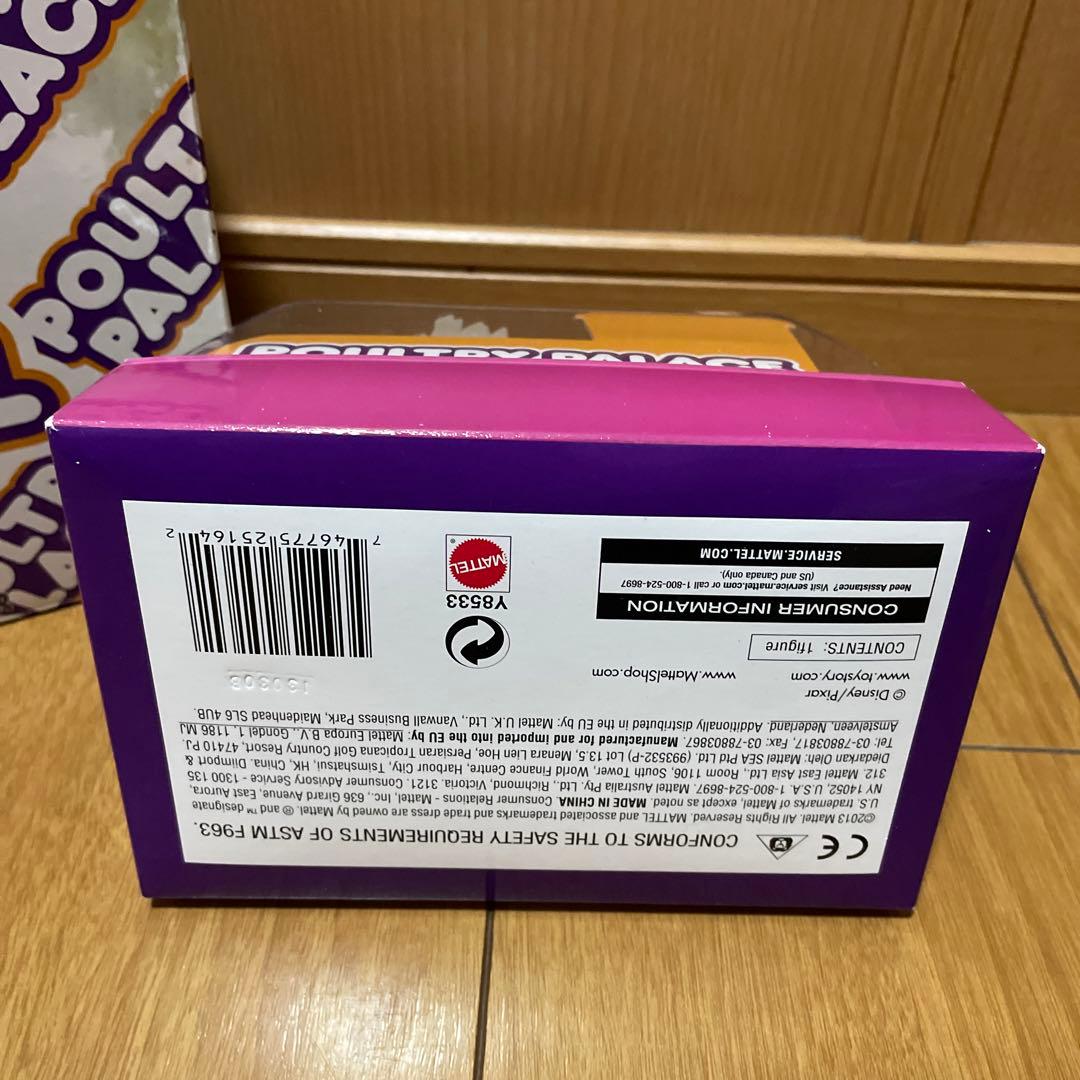 POULT
PALA
POULTRY PALACE
CONFORMS TO THE SAFETY REQUIREMENTS OF ASTM F963.
©2013 Mattel. All Rights Reserved. MATTEL and associated trademarks and trade dress are owned by Mattel. ® and ™ designate
U.S. trademarks of Mattel, except as noted. MADE IN CHINA. Consumer Relations - Mattel, Inc., 636 Girard Avenue, East Aurora,
NY 14052, U.S.A. 1-800-524-8697. Mattel Australia Pty. Ltd., Richmond, Victoria. 3121. Consumer Advisory Service - 1300 135
312. Mattel East Asia Ltd., Room 1106, South Tower, World Finance Centre, Harbour City, Tsimshatsui, HK, China. Diimport &
Diedarkan Oleh: Mattel SEA Ptd Ltd. (993532-P) Lot 13.5, Menara Lien Hoe, Persiaran Tropicana Golf Country Resort, 47410 PJ.
Tel: 03-78803817, Fax: 03-78803867. Manufactured for and imported into the EU by: Mattel Europa B.V. Gondel 1, 1186 MJ
Amstelveen, Nederland. Additionally distributed in the EU by: Mattel U.K. Ltd., Vanwall Business Park, Maidenhead SL6 4UB.
© Disney/Pixar
www.toystory.com
www.MattelShop.com
13030B
CONTENTS: 1figure
CONSUMER INFORMATION
Need Assistance? Visit service.mattel.com or call 1-800-524-8697
(US and Canada only).
SERVICE.MATTEL.COM
Y8533
MATTEL
7 46775 25164 2